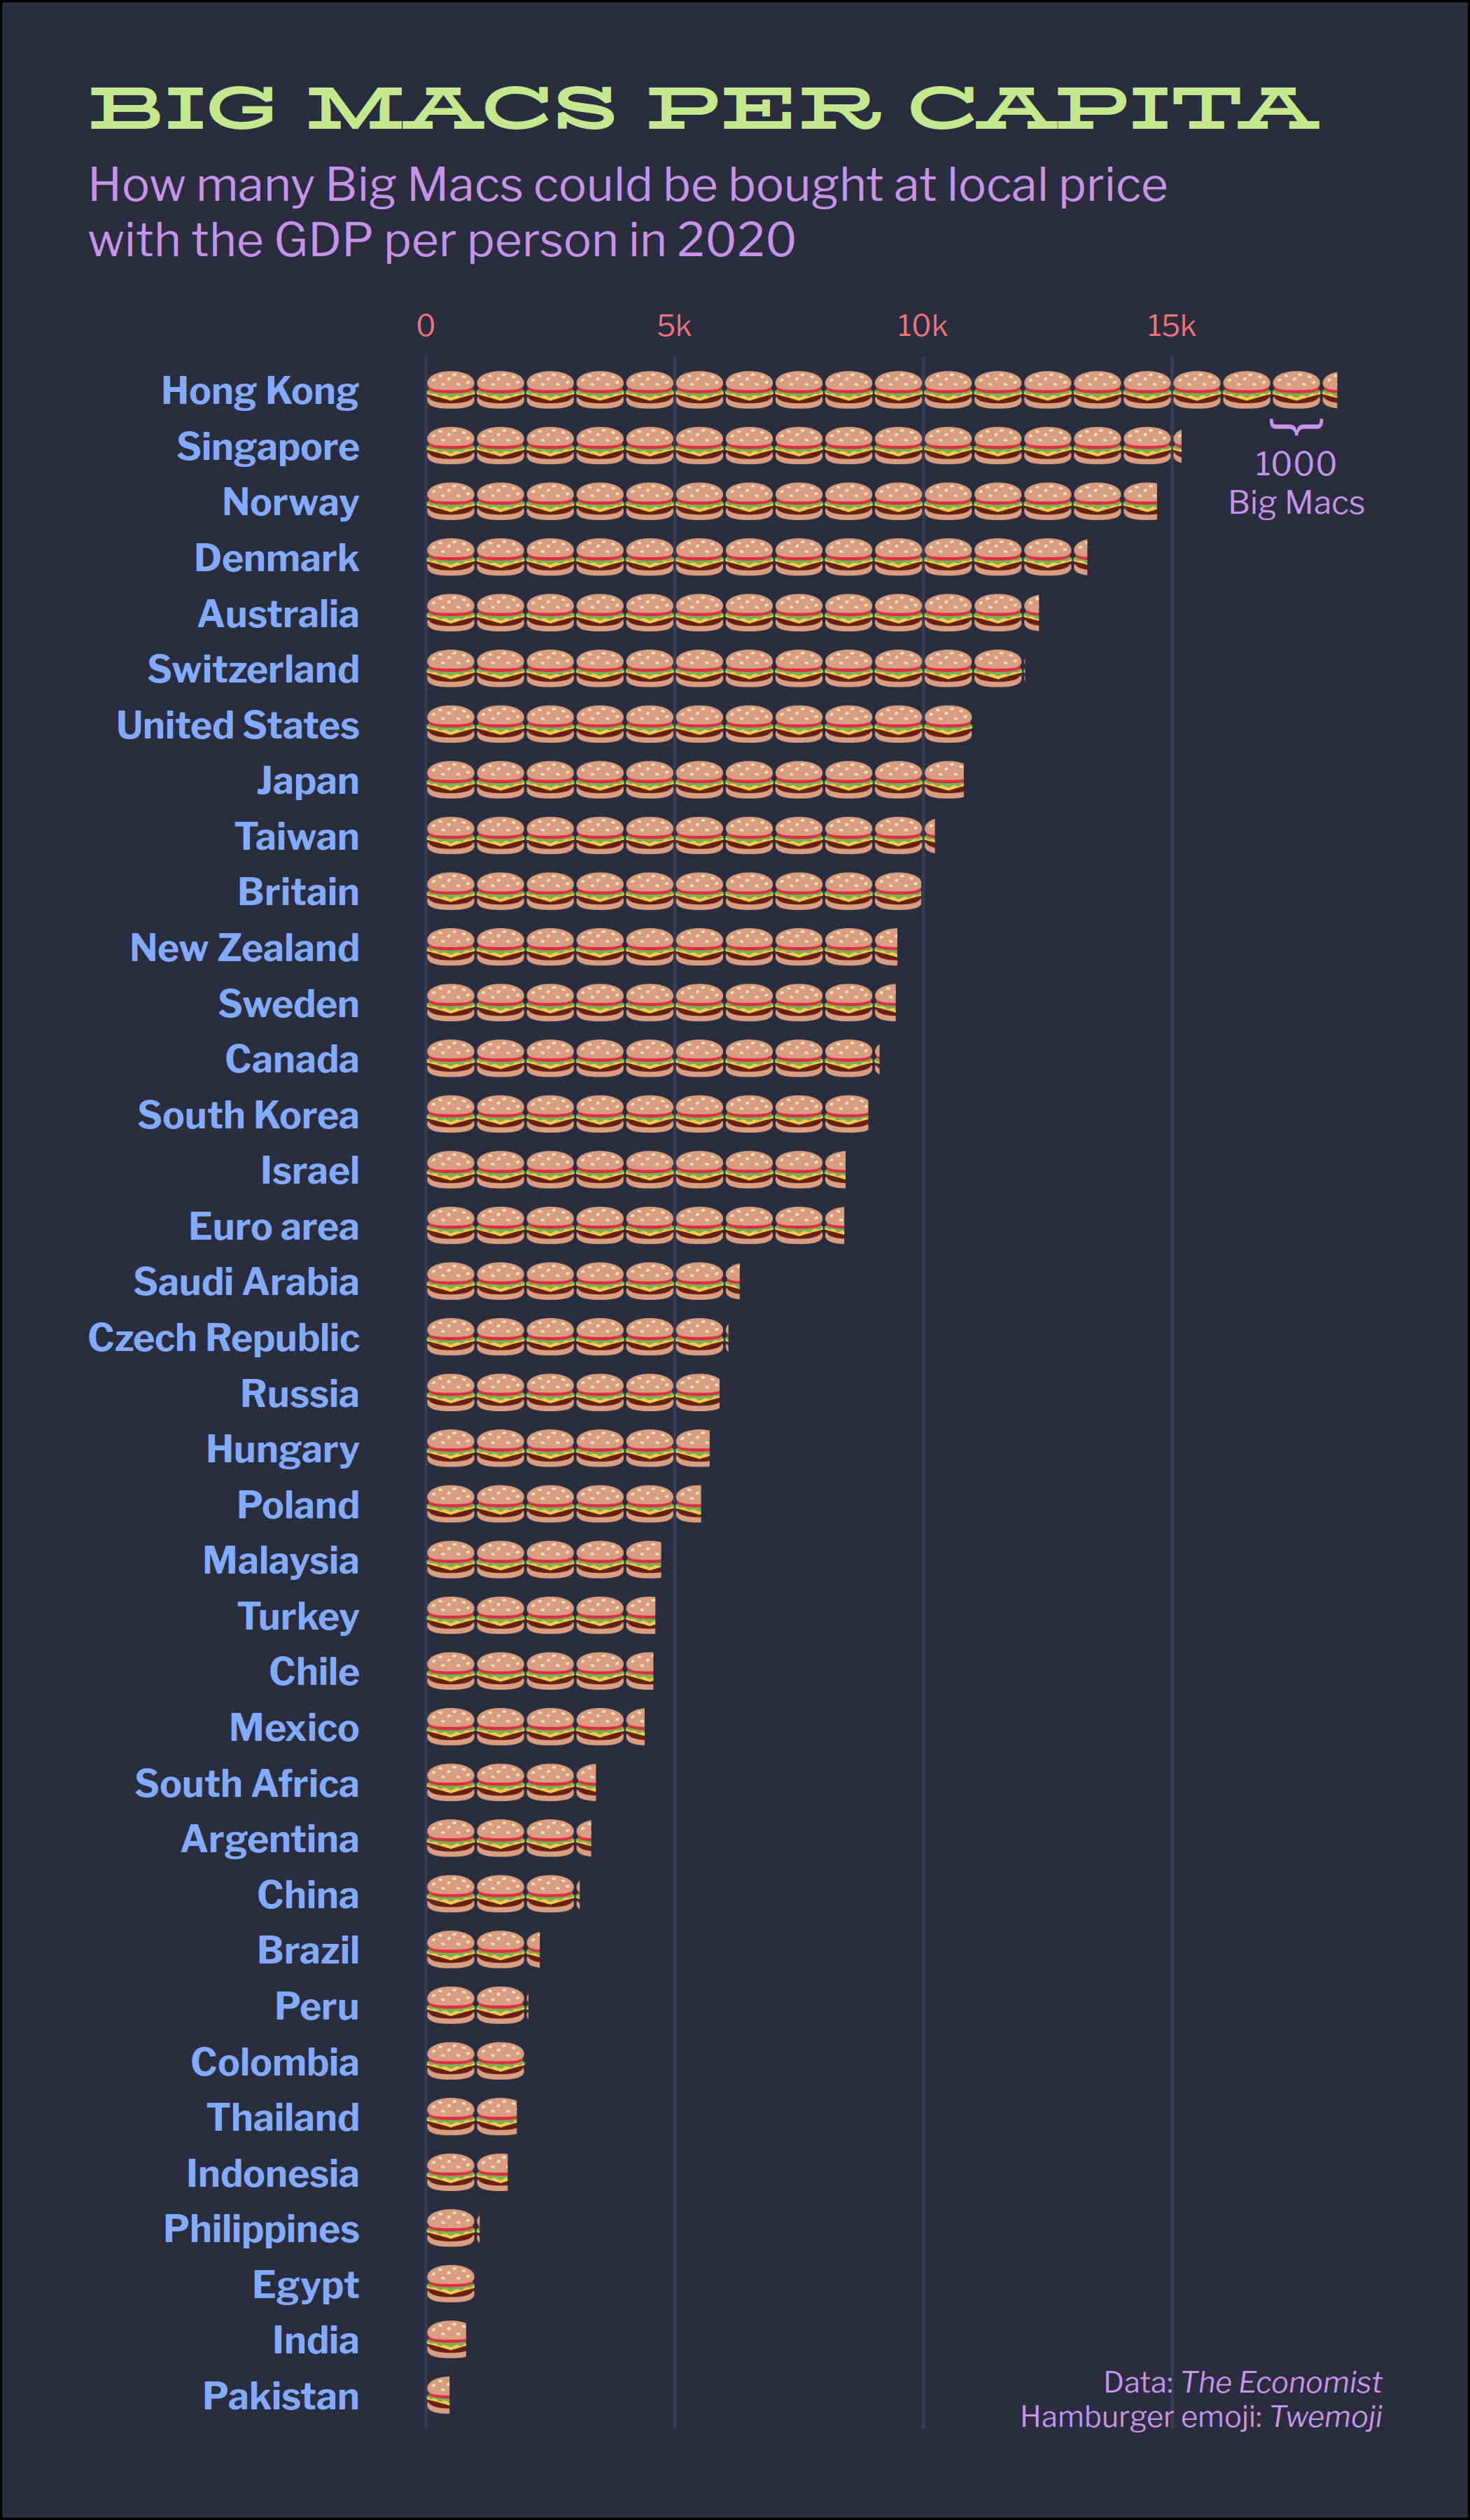 BIG MACS PER CAPITA
How many Big Macs could be bought at local price
with the GDP per person in 2020
0 5k 10k 15k
Hong Kong
Singapore
1000
Big Macs
Norway
Denmark
Australia
Switzerland
United States
Japan
Taiwan
Britain
New Zealand
Sweden
Canada
South Korea
Israel
Euro area
Saudi Arabia
Czech Republic
Russia
Hungary
Poland
Malaysia
Turkey
Chile
Mexico
South Africa
Argentina
China
Brazil
Peru
Colombia
Thailand
Indonesia
Philippines
Egypt
India
Pakistan
Data: The Economist
Hamburger emoji: Twemoji